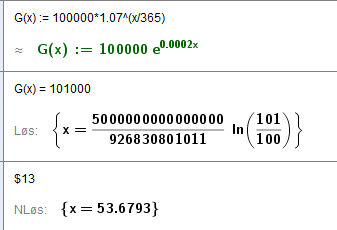 G(x) := 100000*1.07^(x/365)
≈ G(x) := 100000 e^0.0002x
G(x) = 101000
Løs: {x = 5000000000000000/926830801011 ln(101/100)}
$13
NLøs: {x = 53.6793}